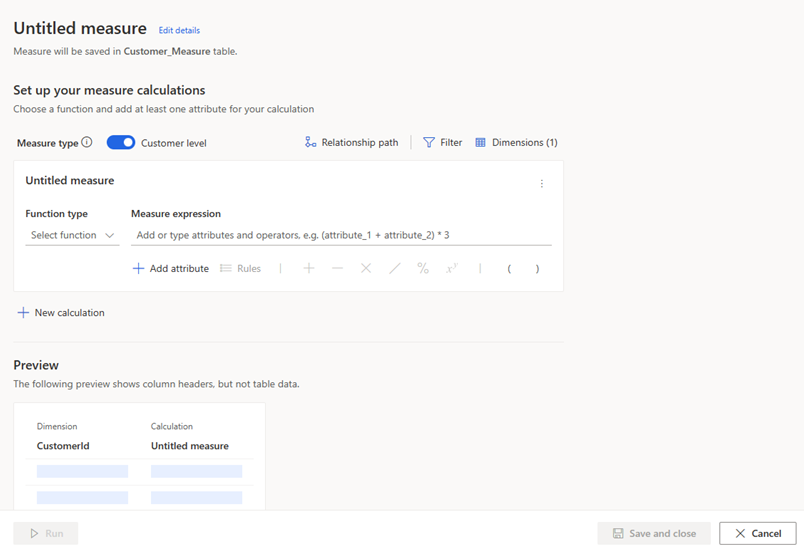 Untitled measure Edit details
Measure will be saved in Customer_Measure table.
Set up your measure calculations
Choose a function and add at least one attribute for your calculation
Measure type Customer level Relationship path Filter Dimensions (1)
Untitled measure
Function type Measure expression
Select function Add or type attributes and operators, e.g. (attribute_1 + attribute_2) * 3
+ Add attribute Rules | + − × / % xʸ | ( )
+ New calculation
Preview
The following preview shows column headers, but not table data.
Dimension Calculation
CustomerId Untitled measure
Run Save and close Cancel